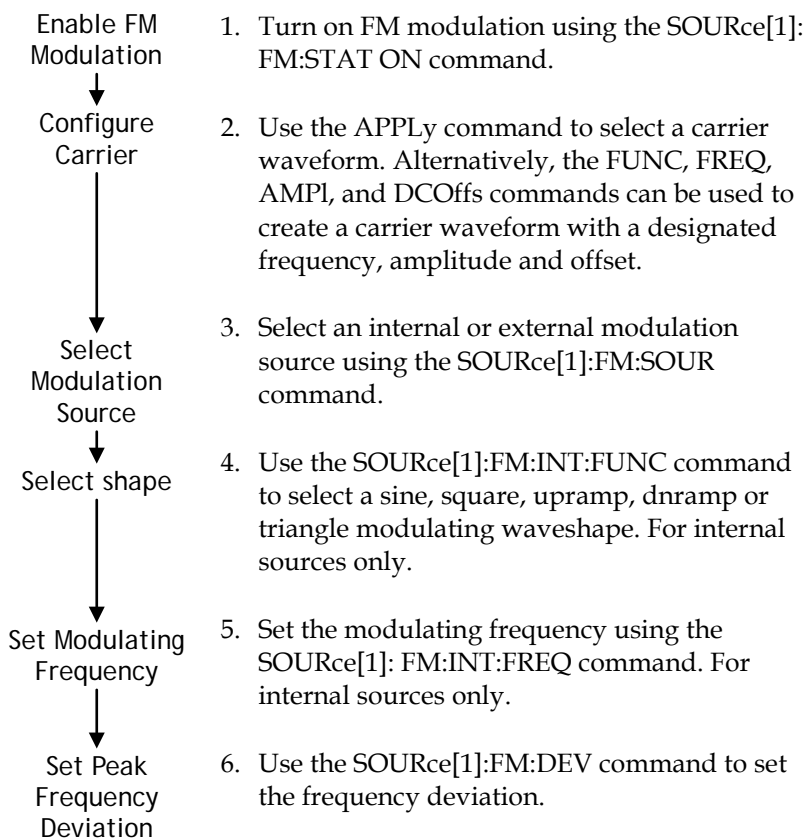 Enable FM
Modulation
1. Turn on FM modulation using the SOURce[1]:
FM:STAT ON command.
Configure
Carrier
2. Use the APPLy command to select a carrier
waveform. Alternatively, the FUNC, FREQ,
AMPl, and DCOffs commands can be used to
create a carrier waveform with a designated
frequency, amplitude and offset.
Select
Modulation
Source
3. Select an internal or external modulation
source using the SOURce[1]:FM:SOUR
command.
Select shape
4. Use the SOURce[1]:FM:INT:FUNC command
to select a sine, square, upramp, dnramp or
triangle modulating waveshape. For internal
sources only.
Set Modulating
Frequency
5. Set the modulating frequency using the
SOURce[1]: FM:INT:FREQ command. For
internal sources only.
Set Peak
Frequency
Deviation
6. Use the SOURce[1]:FM:DEV command to set
the frequency deviation.